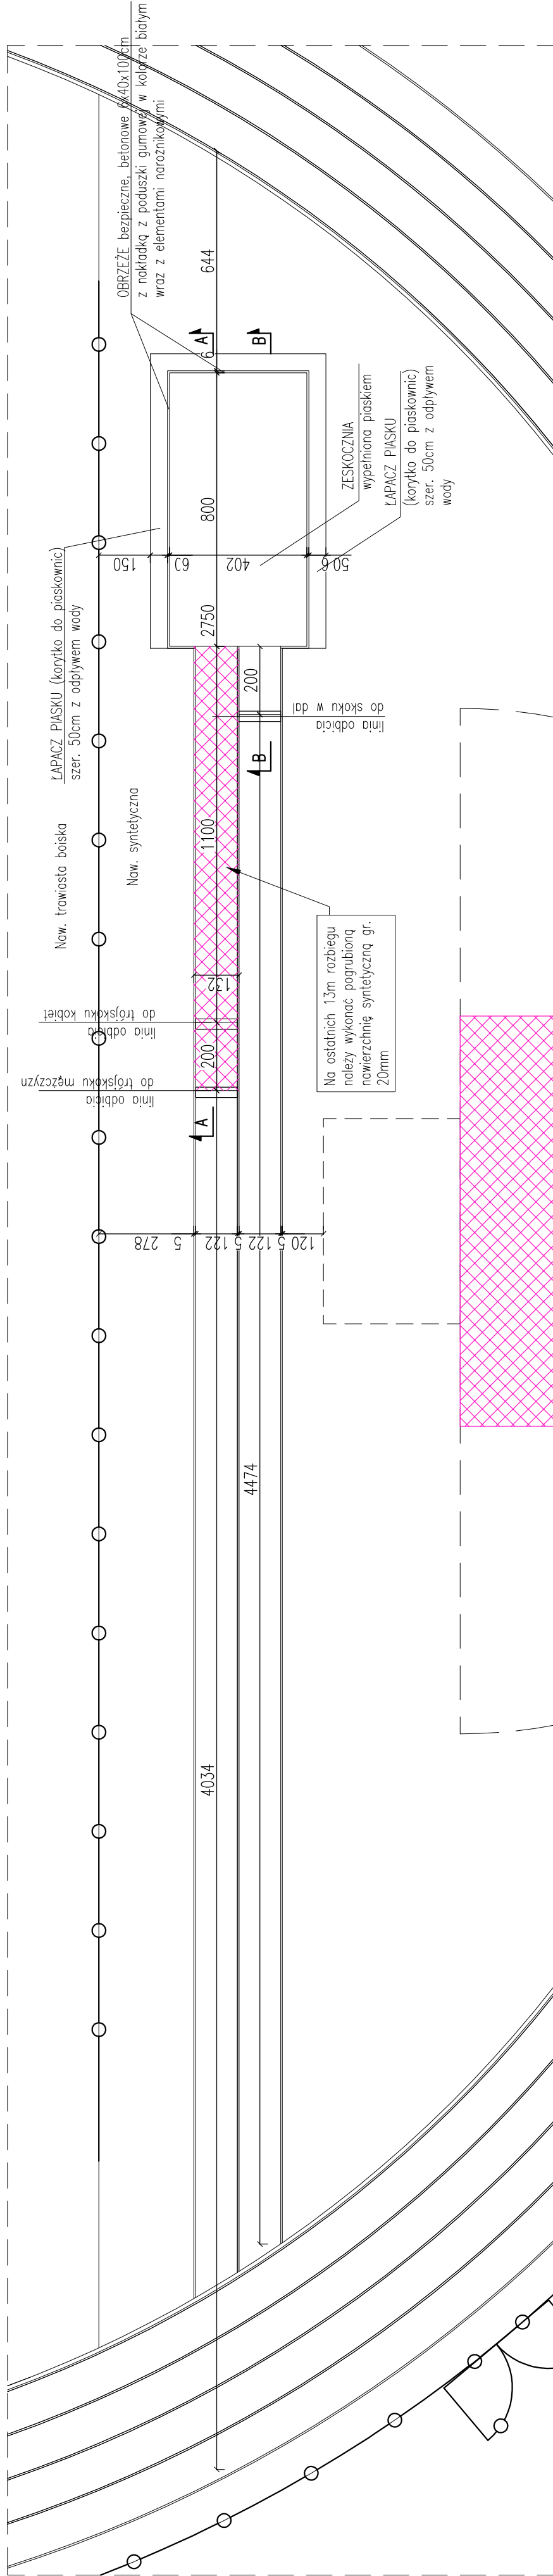 OBRZEŻE bezpieczne, betonowe 6x40x100cm
z nakładką z poduszki gumowej w kolorze białym
wraz z elementami narożnikowymi
644
A
6
B
ZESKOCZNIA
wypełniona piaskiem
ŁAPACZ PIASKU
(korytko do piaskownic)
szer. 50cm z odpływem
wody
ŁAPACZ PIASKU (korytko do piaskownic)
szer. 50cm z odpływem wody
800
150
402
50
6
2750
200
linia odbicia
do skoku w dal
B
Naw. trawiasta boiska
Naw. syntetyczna
1100
132
Na ostatnich 13m rozbiegu
należy wykonać pogrubioną
nawierzchnię syntetyczną gr.
20mm
linia odbicia
do trójskoku kobiet
200
linia odbicia
do trójskoku mężczyzn
A
278
5
122
5
122
5
120
4474
4034